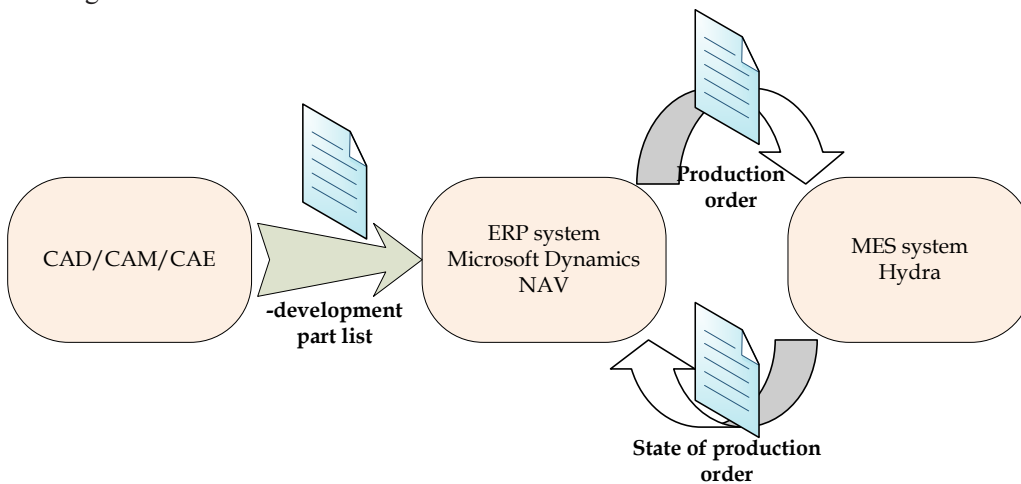 Production
order
CAD/CAM/CAE
ERP system
Microsoft Dynamics
NAV
MES system
Hydra
-development
part list
State of production
order